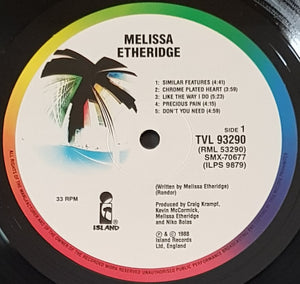 MELISSA
ETHERIDGE
1. SIMILAR FEATURES (4:41)
2. CHROME PLATED HEART (3:59)
3. LIKE THE WAY I DO (5:23)
4. PRECIOUS PAIN (4:15)
5. DON'T YOU NEED (4:59)
SIDE 1
TVL 93290
(RML 53290)
SMX-70677
(ILPS 9879)
33 RPM
(Written by Melissa Etheridge)
(Rondor)
Produced by Craig Krampf,
Kevin McCormick,
Melissa Etheridge
and Niko Bolas
℗ & © 1988
Island Records
Ltd, England
ISLAND